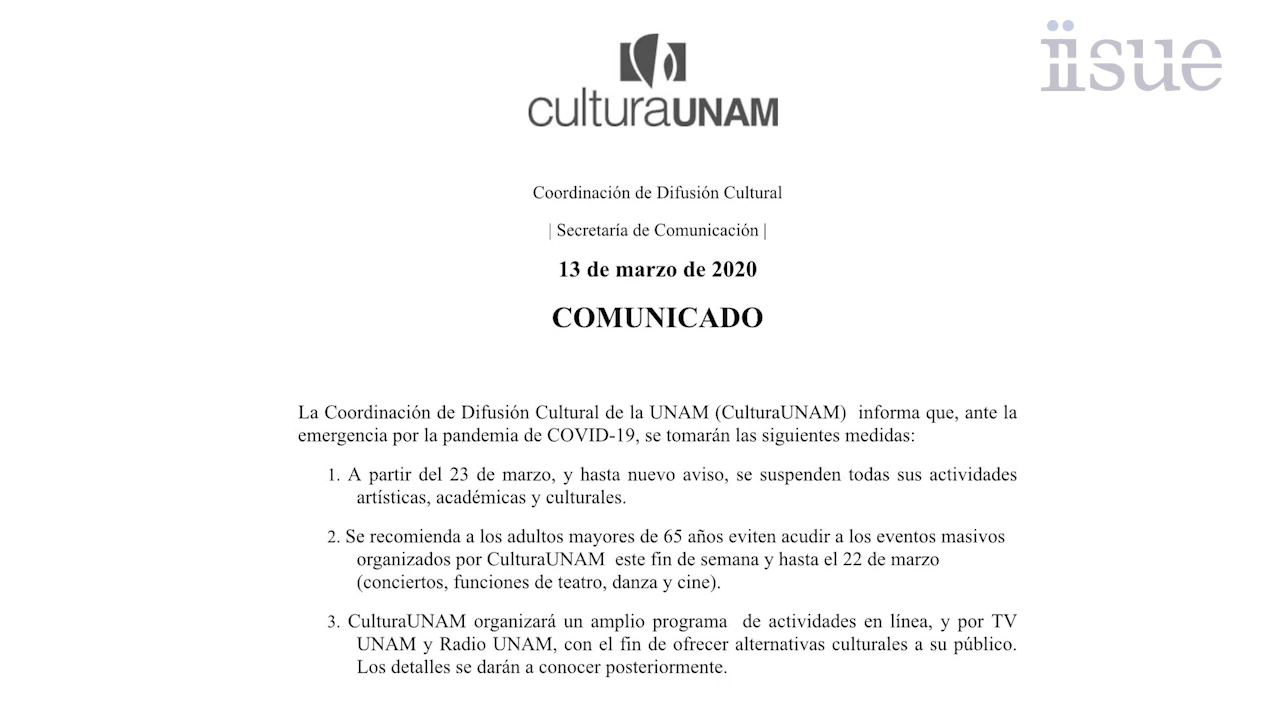 iisue
culturaUNAM
Coordinación de Difusión Cultural
| Secretaría de Comunicación |
13 de marzo de 2020
COMUNICADO
La Coordinación de Difusión Cultural de la UNAM (CulturaUNAM)  informa que, ante la
emergencia por la pandemia de COVID-19, se tomarán las siguientes medidas:
1. A partir del 23 de marzo, y hasta nuevo aviso, se suspenden todas sus actividades
artísticas, académicas y culturales.
2. Se recomienda a los adultos mayores de 65 años eviten acudir a los eventos masivos
organizados por CulturaUNAM  este fin de semana y hasta el 22 de marzo
(conciertos, funciones de teatro, danza y cine).
3. CulturaUNAM organizará un amplio programa  de actividades en línea, y por TV
UNAM y Radio UNAM, con el fin de ofrecer alternativas culturales a su público.
Los detalles se darán a conocer posteriormente.